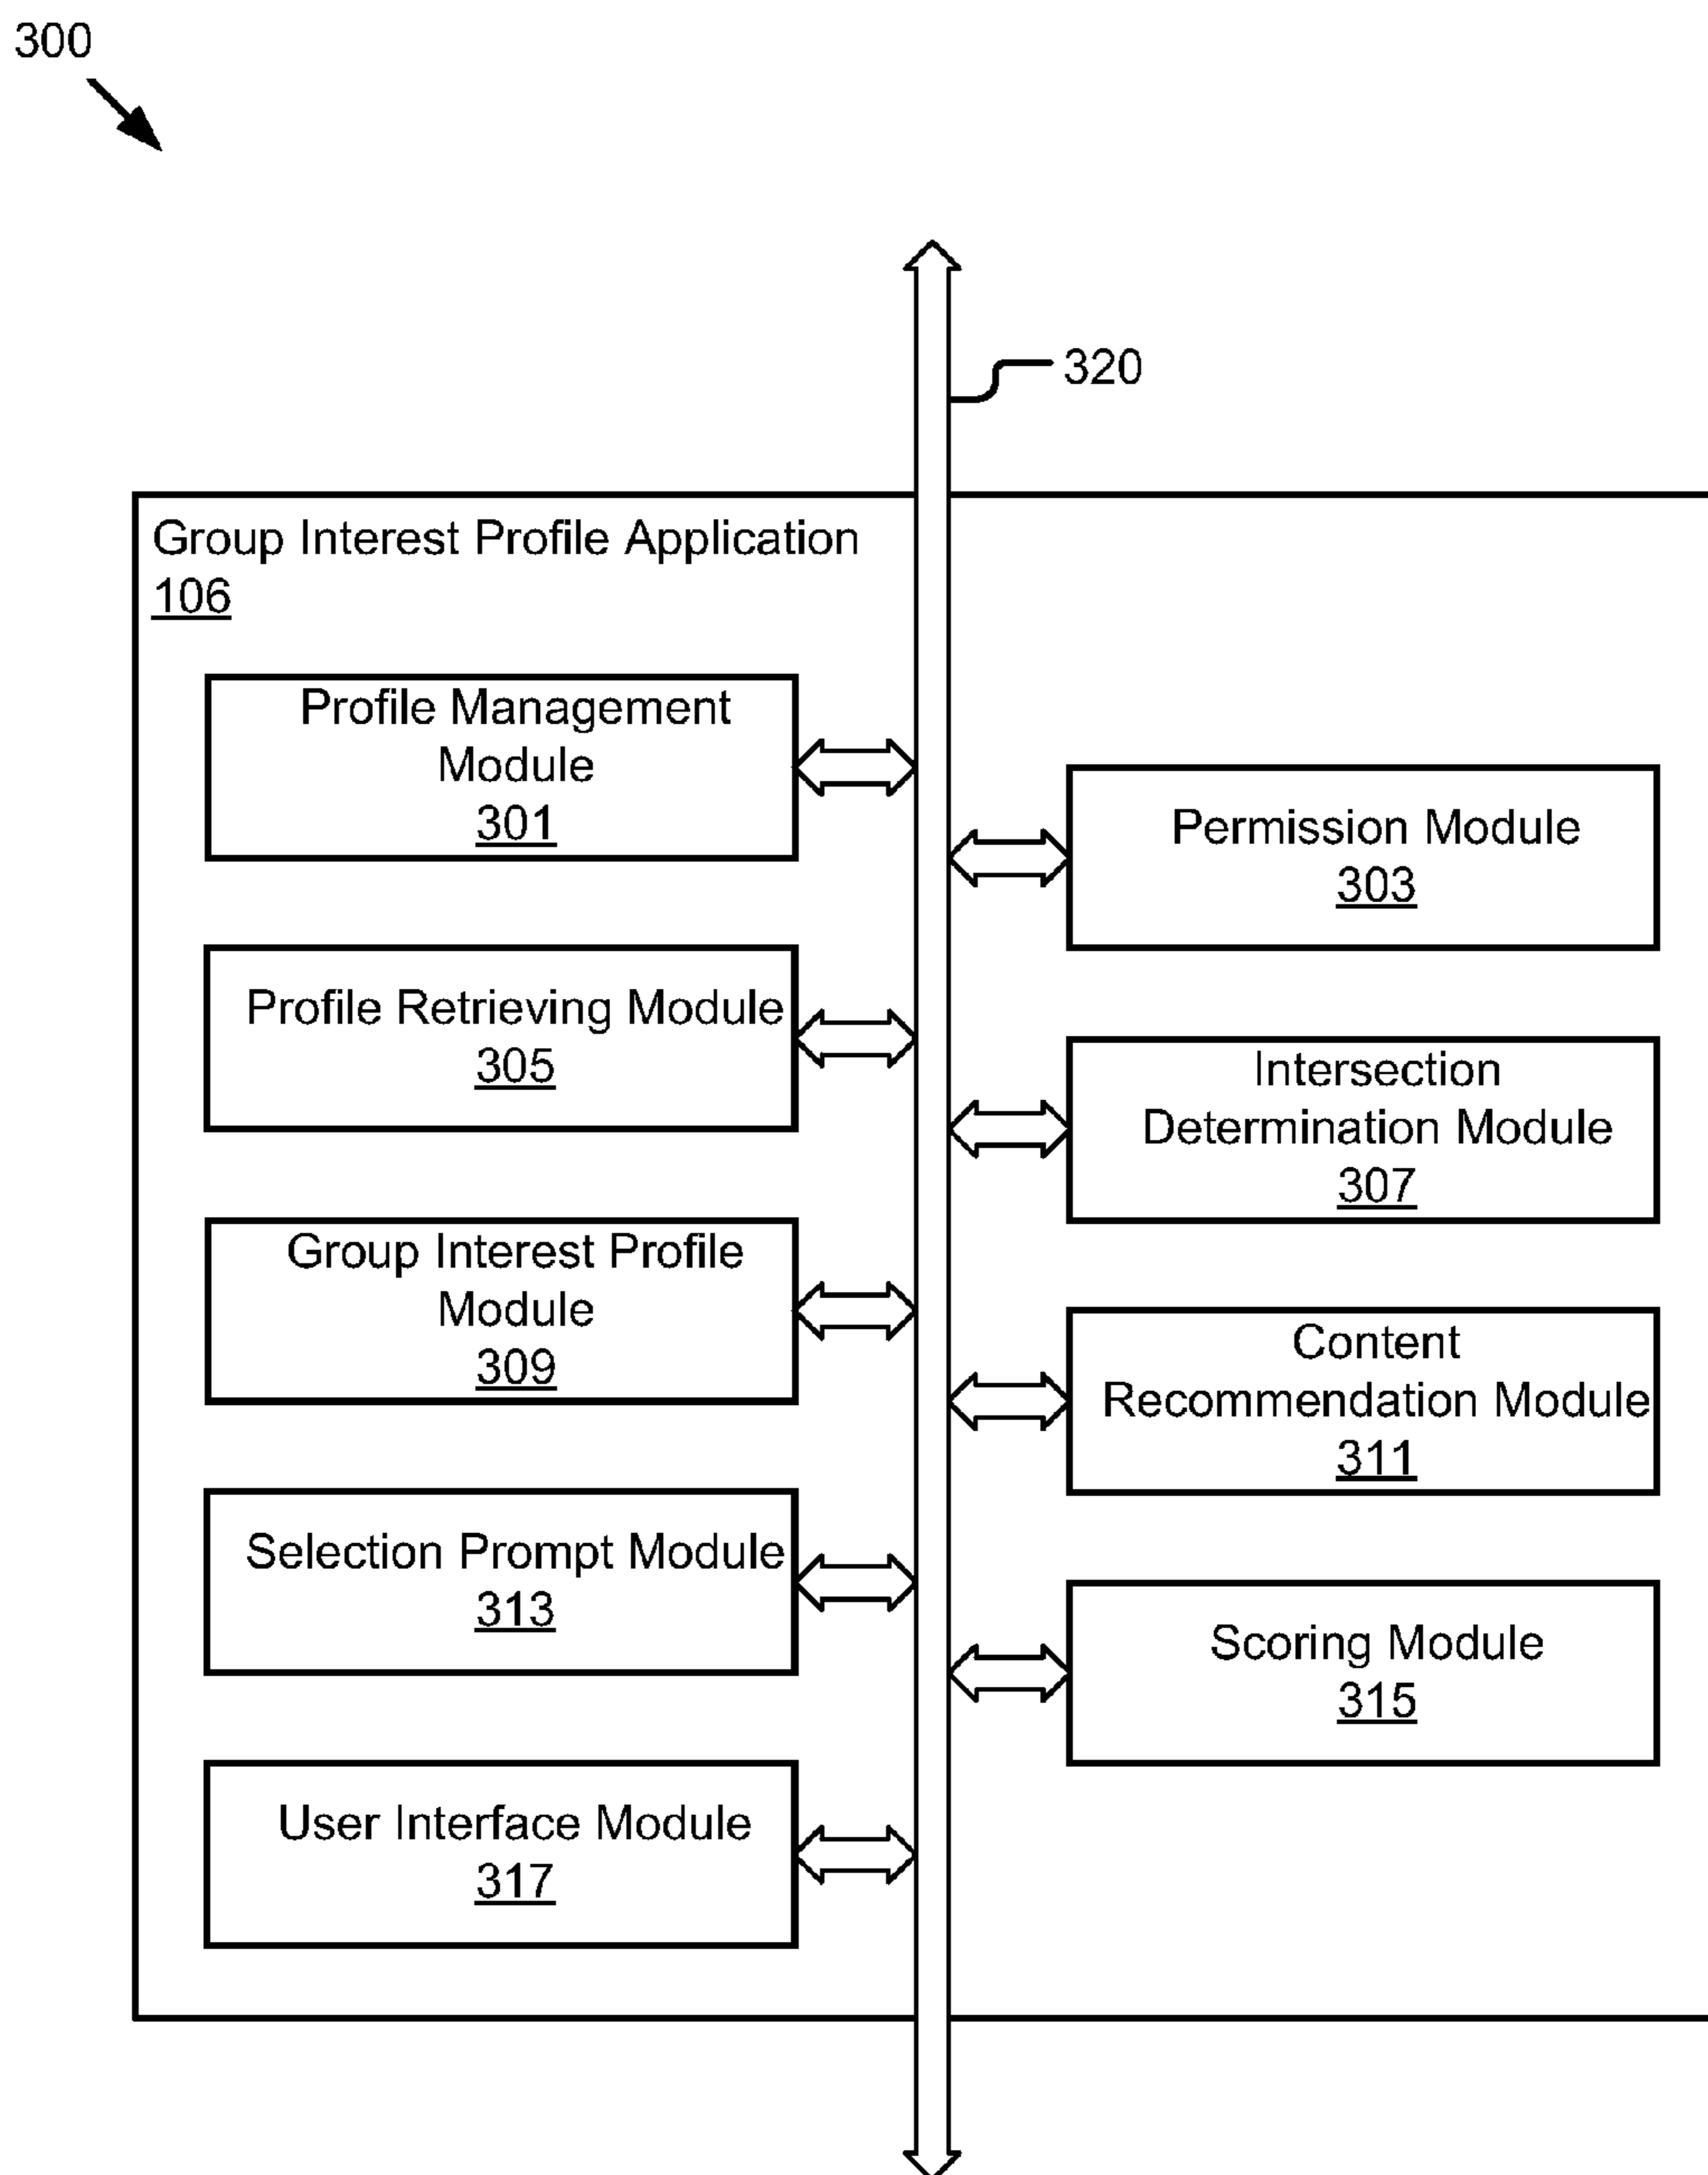 300
320
Group Interest Profile Application
106
Profile Management
Module
301
Permission Module
303
Profile Retrieving Module
305
Intersection
Determination Module
307
Group Interest Profile
Module
309
Content
Recommendation Module
311
Selection Prompt Module
313
Scoring Module
315
User Interface Module
317